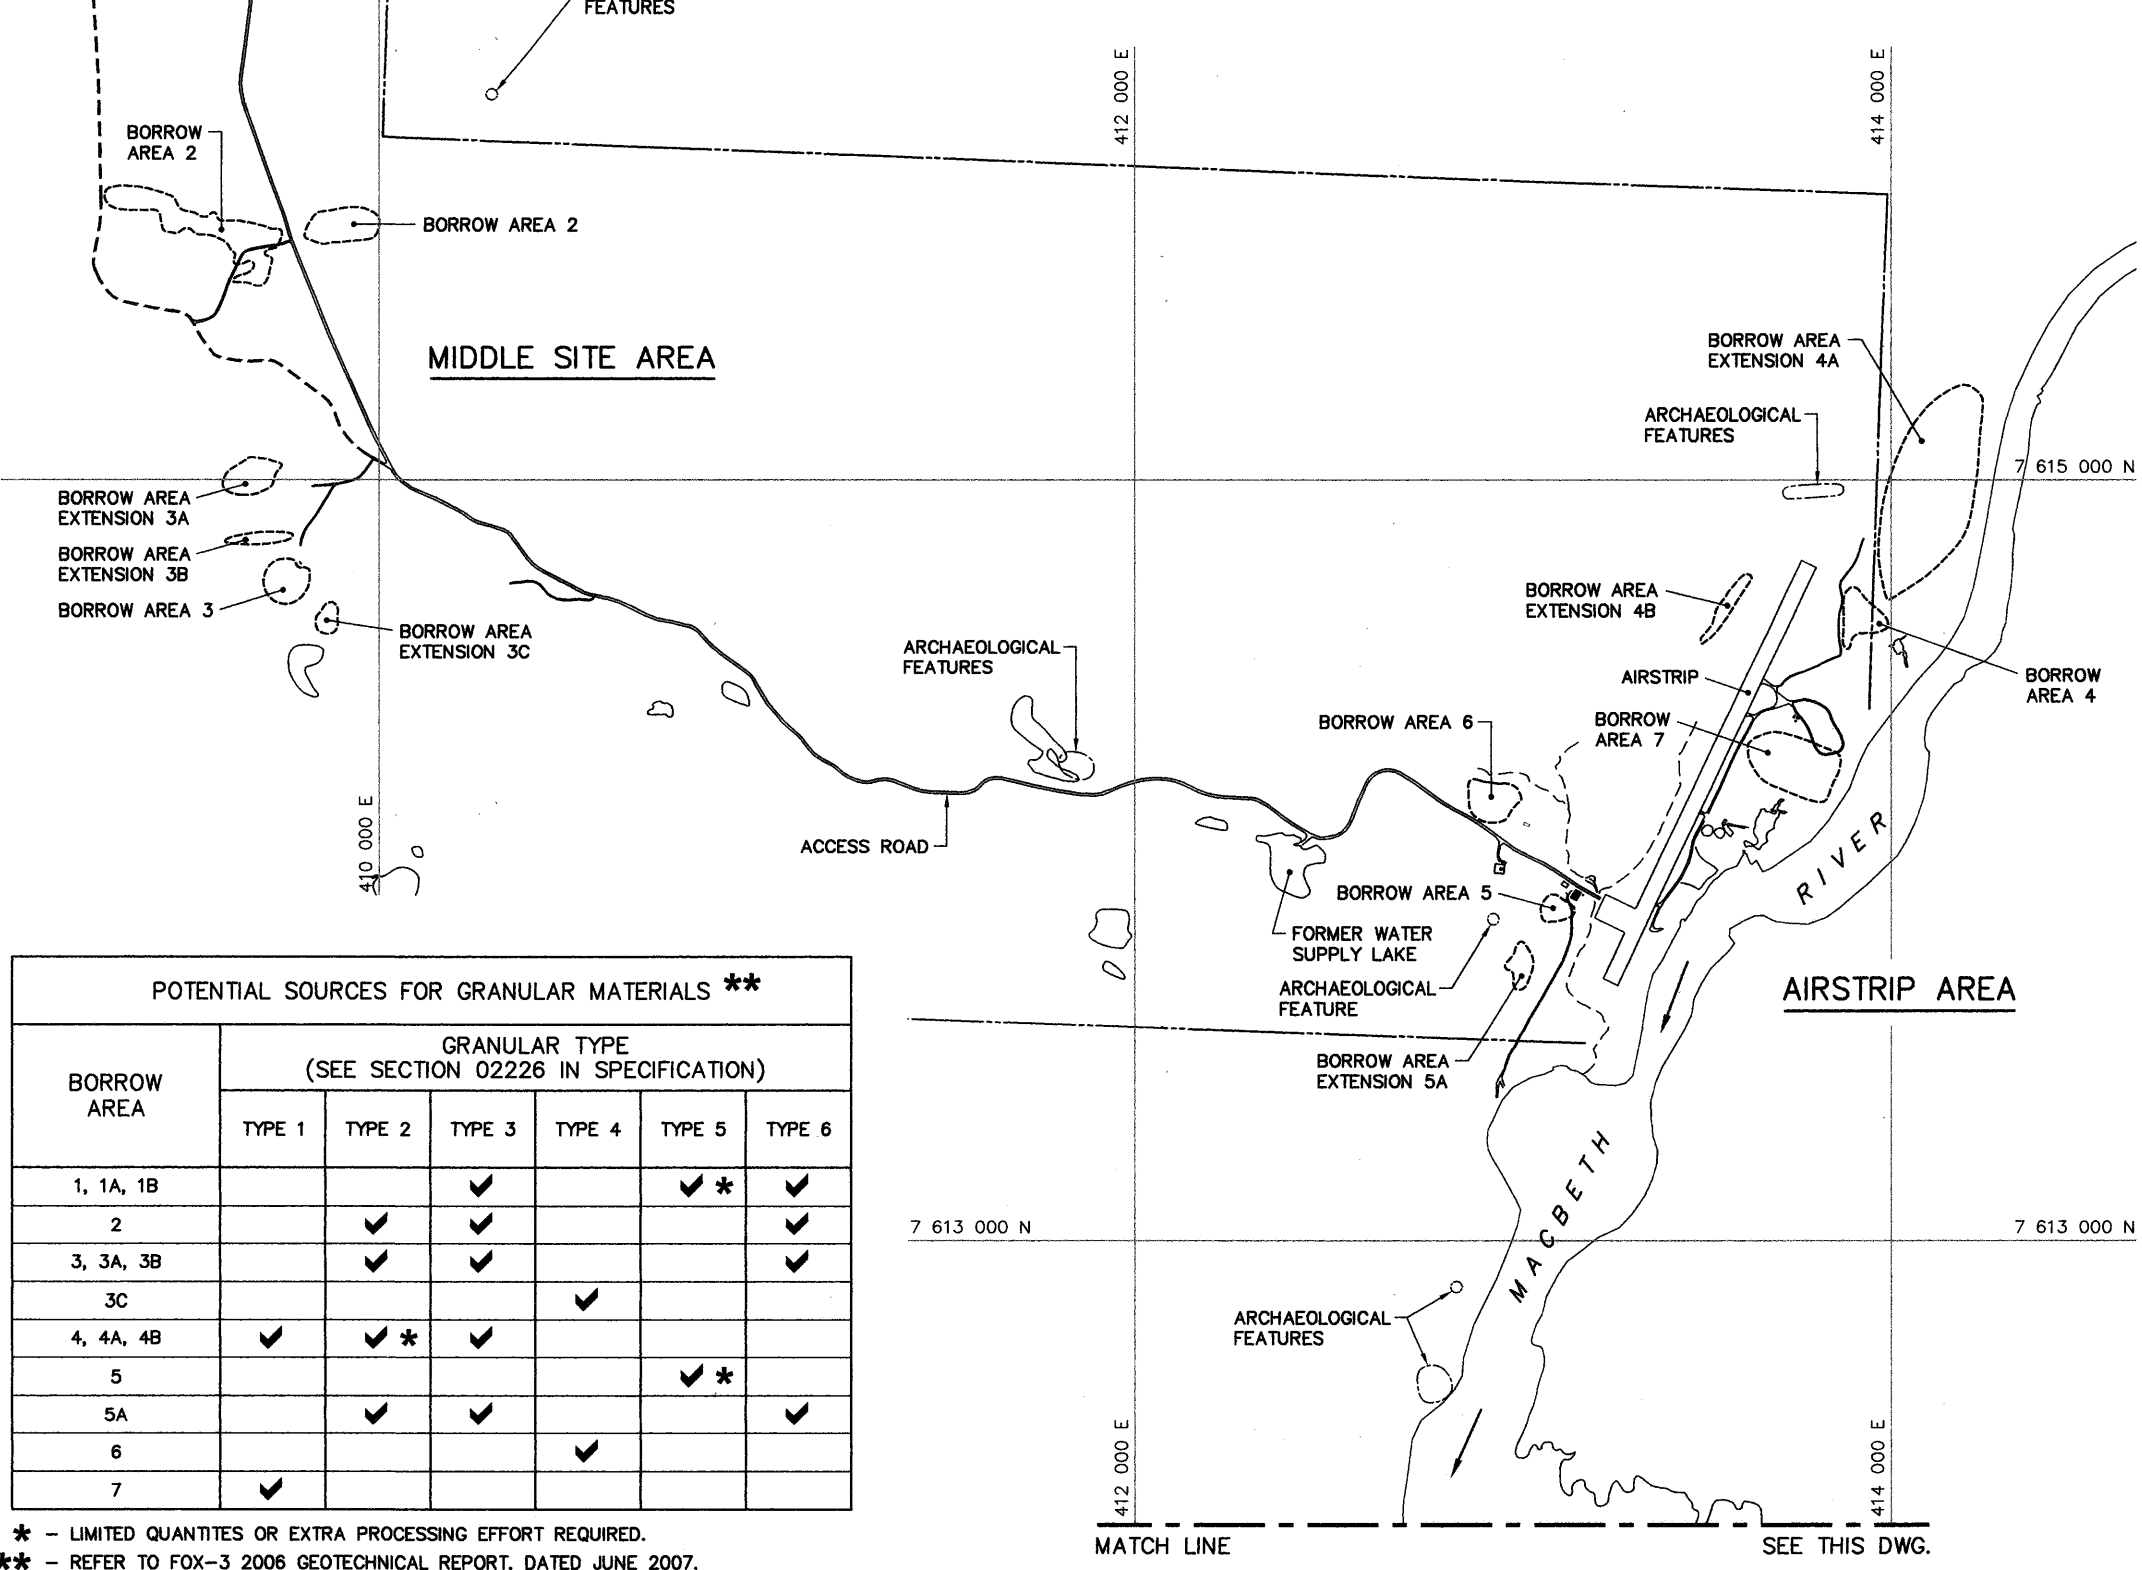 FEATURES
412 000 E
414 000 E
BORROW
AREA 2
BORROW AREA 2
MIDDLE SITE AREA
BORROW AREA
EXTENSION 4A
ARCHAEOLOGICAL
FEATURES
7 615 000 N
BORROW AREA
EXTENSION 3A
BORROW AREA
EXTENSION 3B
BORROW AREA 3
BORROW AREA
EXTENSION 3C
BORROW AREA
EXTENSION 4B
ARCHAEOLOGICAL
FEATURES
AIRSTRIP
BORROW
AREA 4
BORROW AREA 6
BORROW
AREA 7
410 000 E
ACCESS ROAD
RIVER
BORROW AREA 5
FORMER WATER
SUPPLY LAKE
ARCHAEOLOGICAL
FEATURE
AIRSTRIP AREA
BORROW AREA
EXTENSION 5A
MACBETH
7 613 000 N
7 613 000 N
ARCHAEOLOGICAL
FEATURES
412 000 E
414 000 E
MATCH LINE
SEE THIS DWG.
POTENTIAL SOURCES FOR GRANULAR MATERIALS **
BORROW
AREA
GRANULAR TYPE
(SEE SECTION 02226 IN SPECIFICATION)
TYPE 1 TYPE 2 TYPE 3 TYPE 4 TYPE 5 TYPE 6
1, 1A, 1B ✔ ✔ * ✔
2 ✔ ✔ ✔
3, 3A, 3B ✔ ✔ ✔
3C ✔
4, 4A, 4B ✔ ✔ * ✔
5 ✔ *
5A ✔ ✔ ✔
6 ✔
7 ✔
* – LIMITED QUANTITES OR EXTRA PROCESSING EFFORT REQUIRED.
** – REFER TO FOX-3 2006 GEOTECHNICAL REPORT. DATED JUNE 2007.